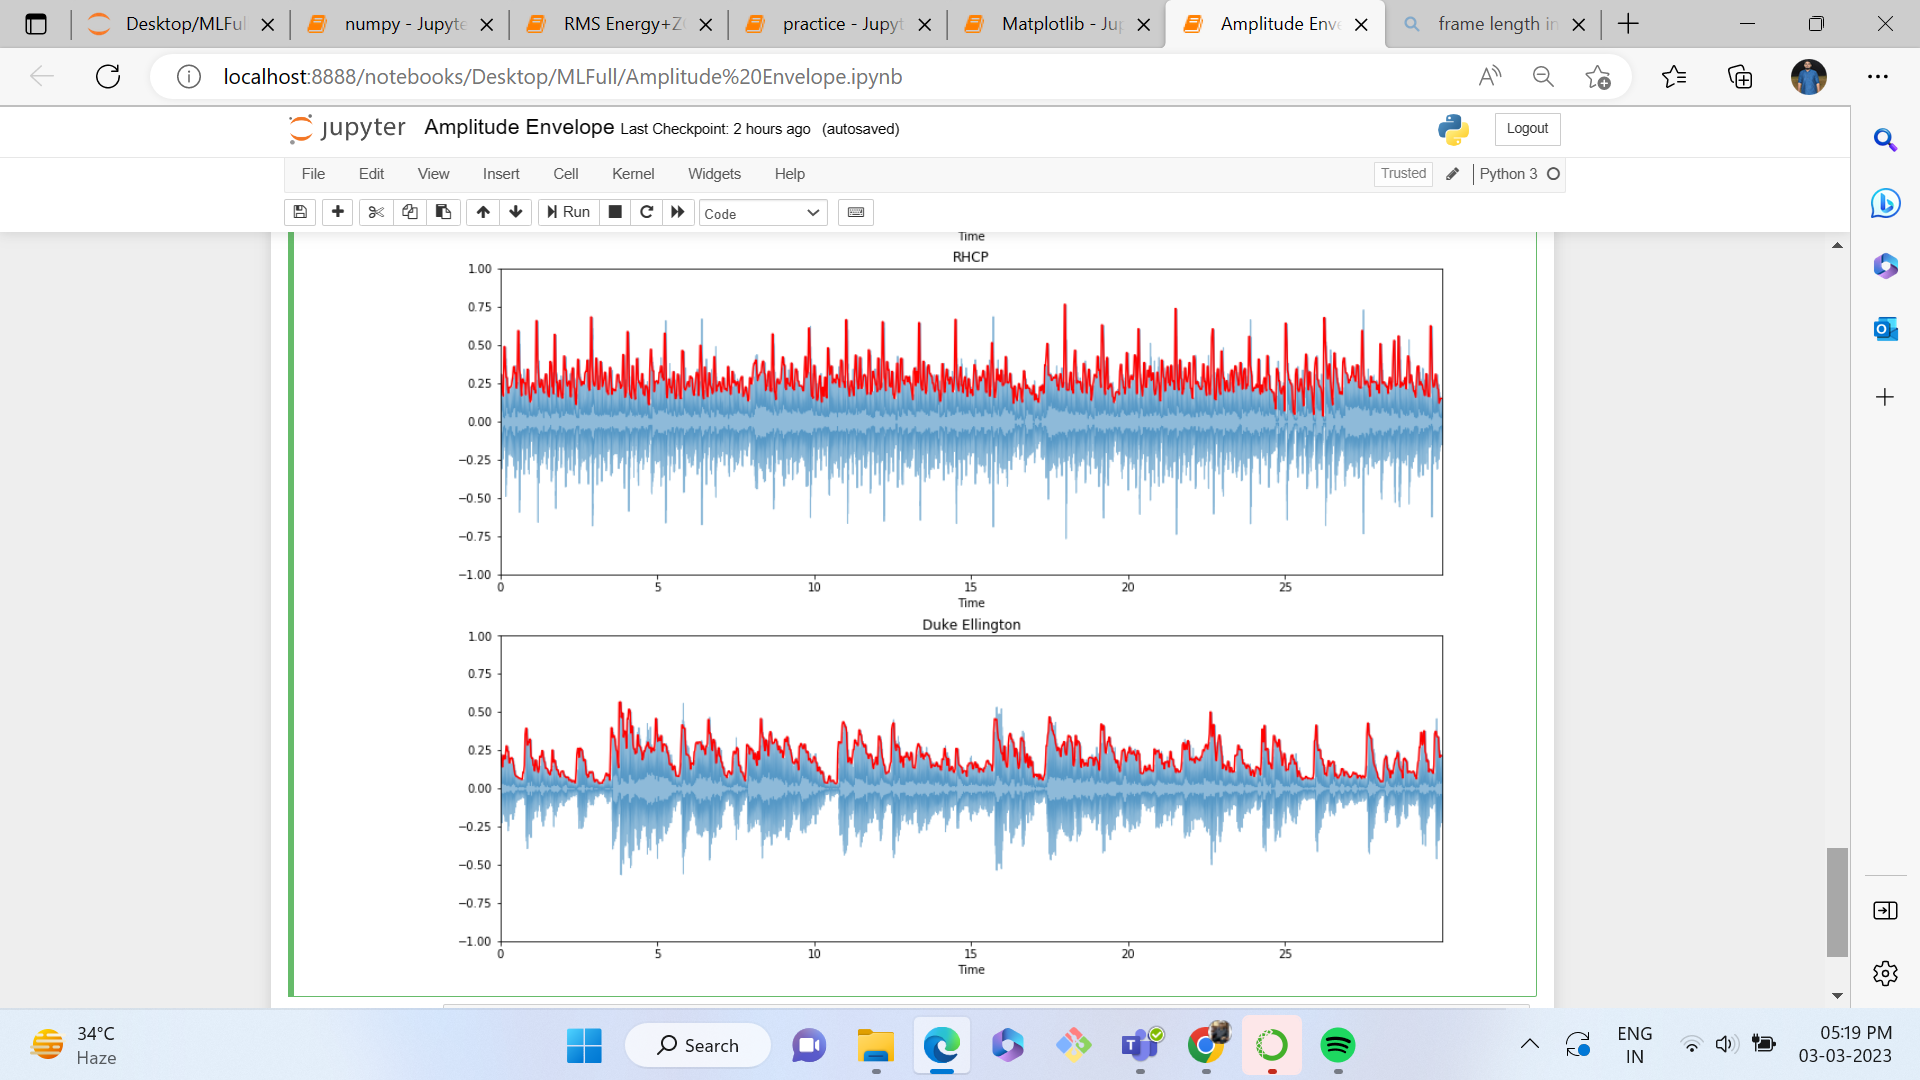 Desktop/MLFul
numpy - Jupyte
RMS Energy+Z
practice - Jupyt
Matplotlib - Jup
Amplitude Enve
frame length in
localhost:8888/notebooks/Desktop/MLFull/Amplitude%20Envelope.ipynb
jupyter Amplitude Envelope Last Checkpoint: 2 hours ago (autosaved)
Logout
File Edit View Insert Cell Kernel Widgets Help
Trusted
Python 3
Run
Code
Time
RHCP
1.00
0.75
0.50
0.25
0.00
−0.25
−0.50
−0.75
−1.00
0 5 10 15 20 25
Time
Duke Ellington
1.00
0.75
0.50
0.25
0.00
−0.25
−0.50
−0.75
−1.00
0 5 10 15 20 25
Time
34°C
Haze
Search
ENG
IN
05:19 PM
03-03-2023